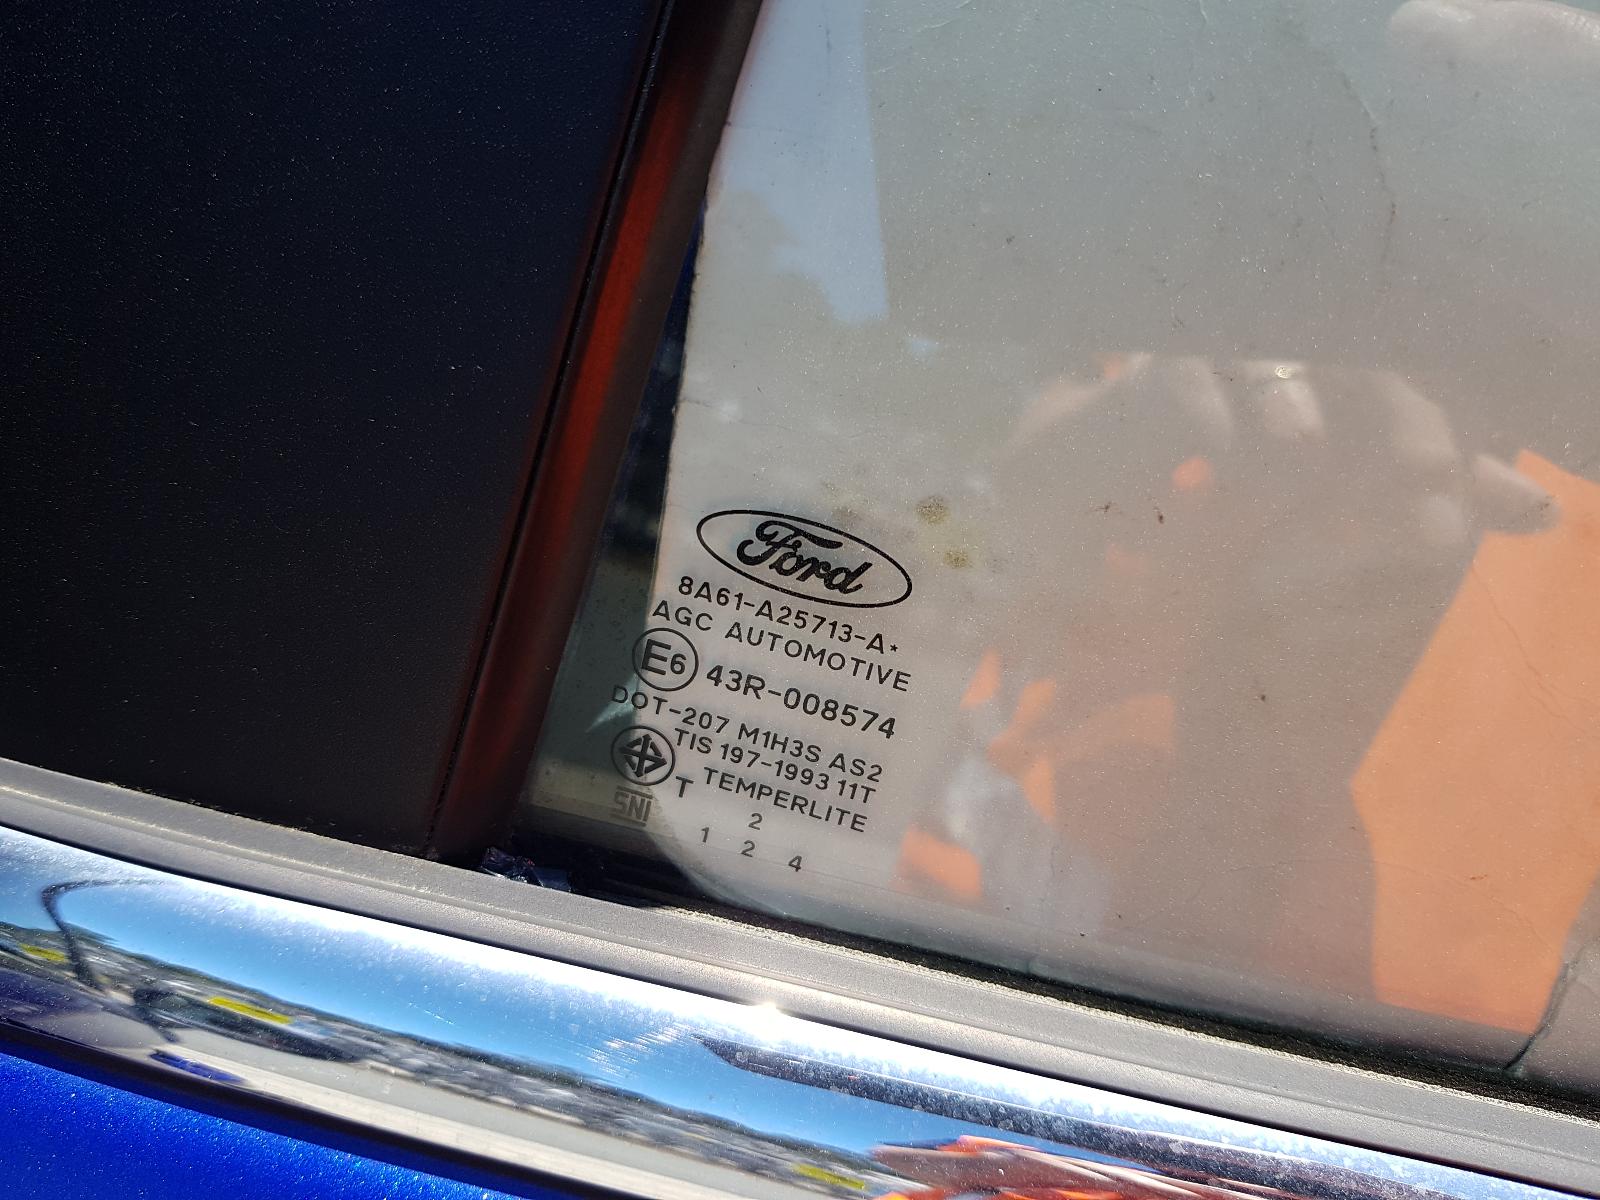 Ford
8A61-A25713-A*
AGC AUTOMOTIVE
E6 43R-008574
DOT-207 M1H3S AS2
TIS 197-1993 11T
T TEMPERLITE
SNI
2
1 2 4